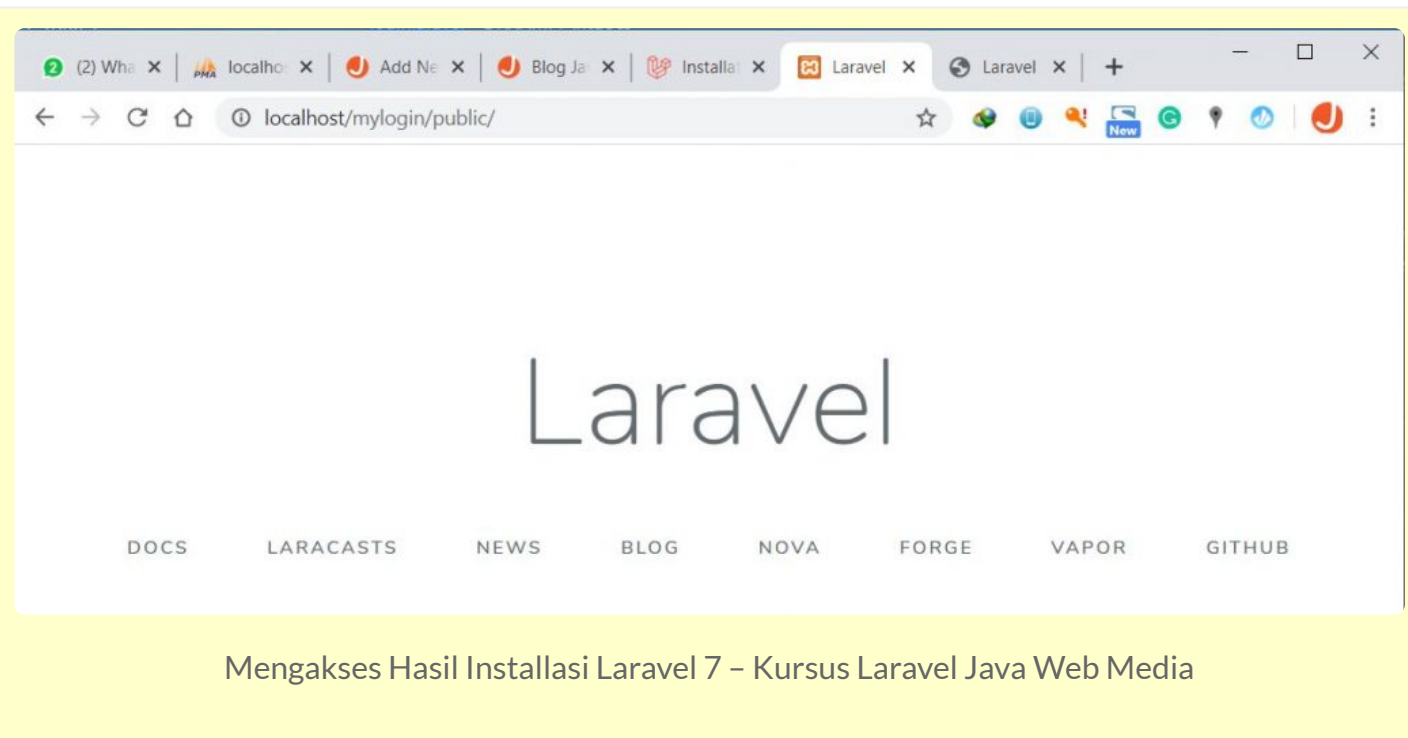 2 (2) Wha localho Add Ne Blog Ja Installa Laravel Laravel
localhost/mylogin/public/
New
Laravel
DOCS LARACASTS NEWS BLOG NOVA FORGE VAPOR GITHUB
Mengakses Hasil Installasi Laravel 7 – Kursus Laravel Java Web Media